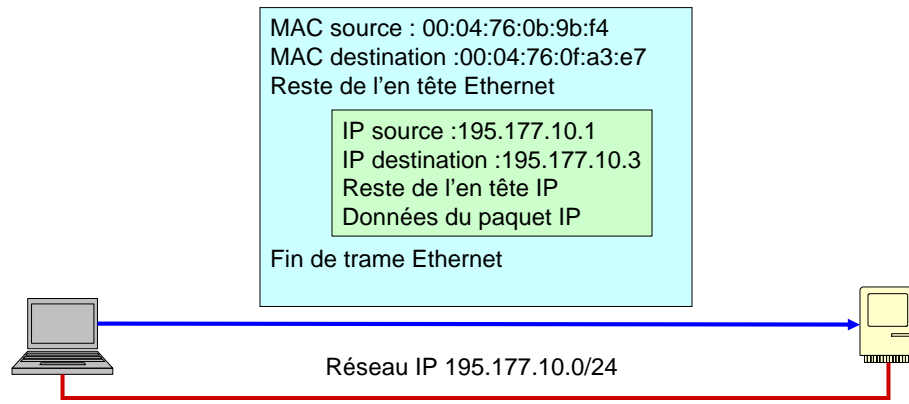 MAC source : 00:04:76:0b:9b:f4
MAC destination :00:04:76:0f:a3:e7
Reste de l'en tête Ethernet
IP source :195.177.10.1
IP destination :195.177.10.3
Reste de l'en tête IP
Données du paquet IP
Fin de trame Ethernet
Réseau IP 195.177.10.0/24